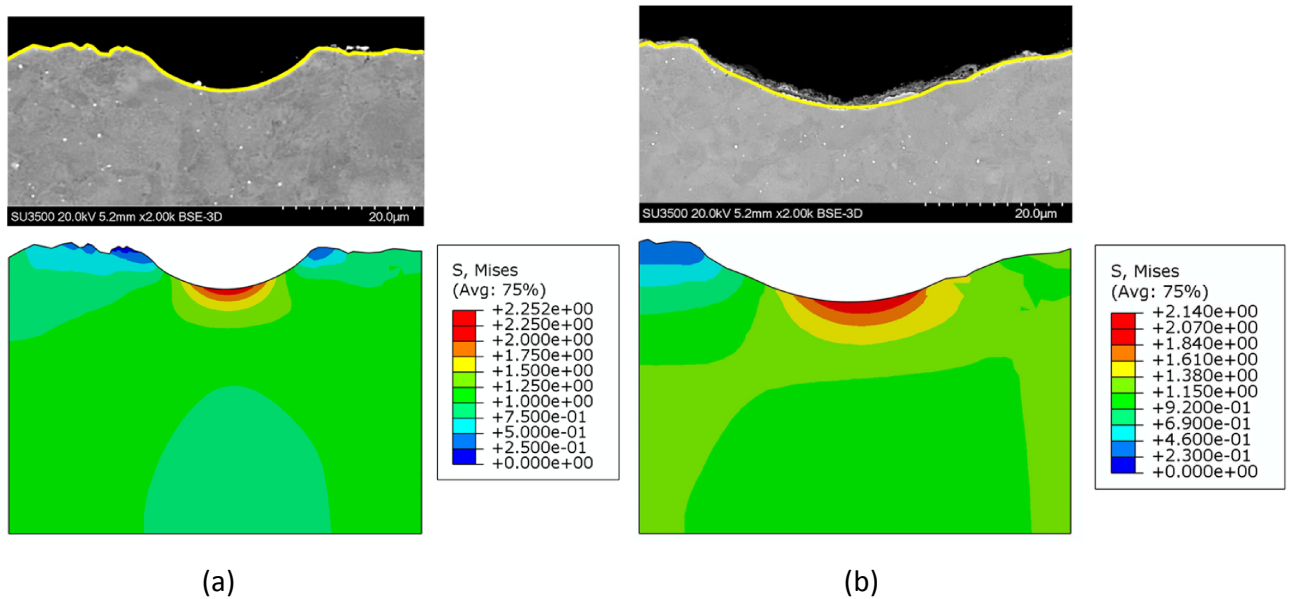 SU3500 20.0kV 5.2mm x2.00k BSE-3D
20.0µm
SU3500 20.0kV 5.2mm x2.00k BSE-3D
20.0µm
S, Mises
(Avg: 75%)
+2.252e+00
+2.250e+00
+2.000e+00
+1.750e+00
+1.500e+00
+1.250e+00
+1.000e+00
+7.500e-01
+5.000e-01
+2.500e-01
+0.000e+00
S, Mises
(Avg: 75%)
+2.140e+00
+2.070e+00
+1.840e+00
+1.610e+00
+1.380e+00
+1.150e+00
+9.200e-01
+6.900e-01
+4.600e-01
+2.300e-01
+0.000e+00
(a)
(b)